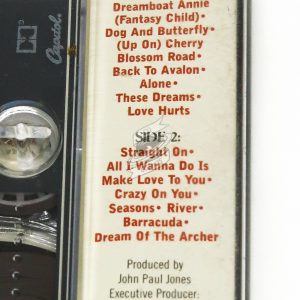 Dreamboat Annie
(Fantasy Child)•
Dog And Butterfly•
(Up On) Cherry
Blossom Road•
Back To Avalon•
Alone•
These Dreams•
Love Hurts
SIDE 2:
Straight On•
All I Wanna Do Is
Make Love To You•
Crazy On You•
Seasons• River•
Barracuda•
Dream Of The Archer
Produced by
John Paul Jones
Executive Producer:
Capitol